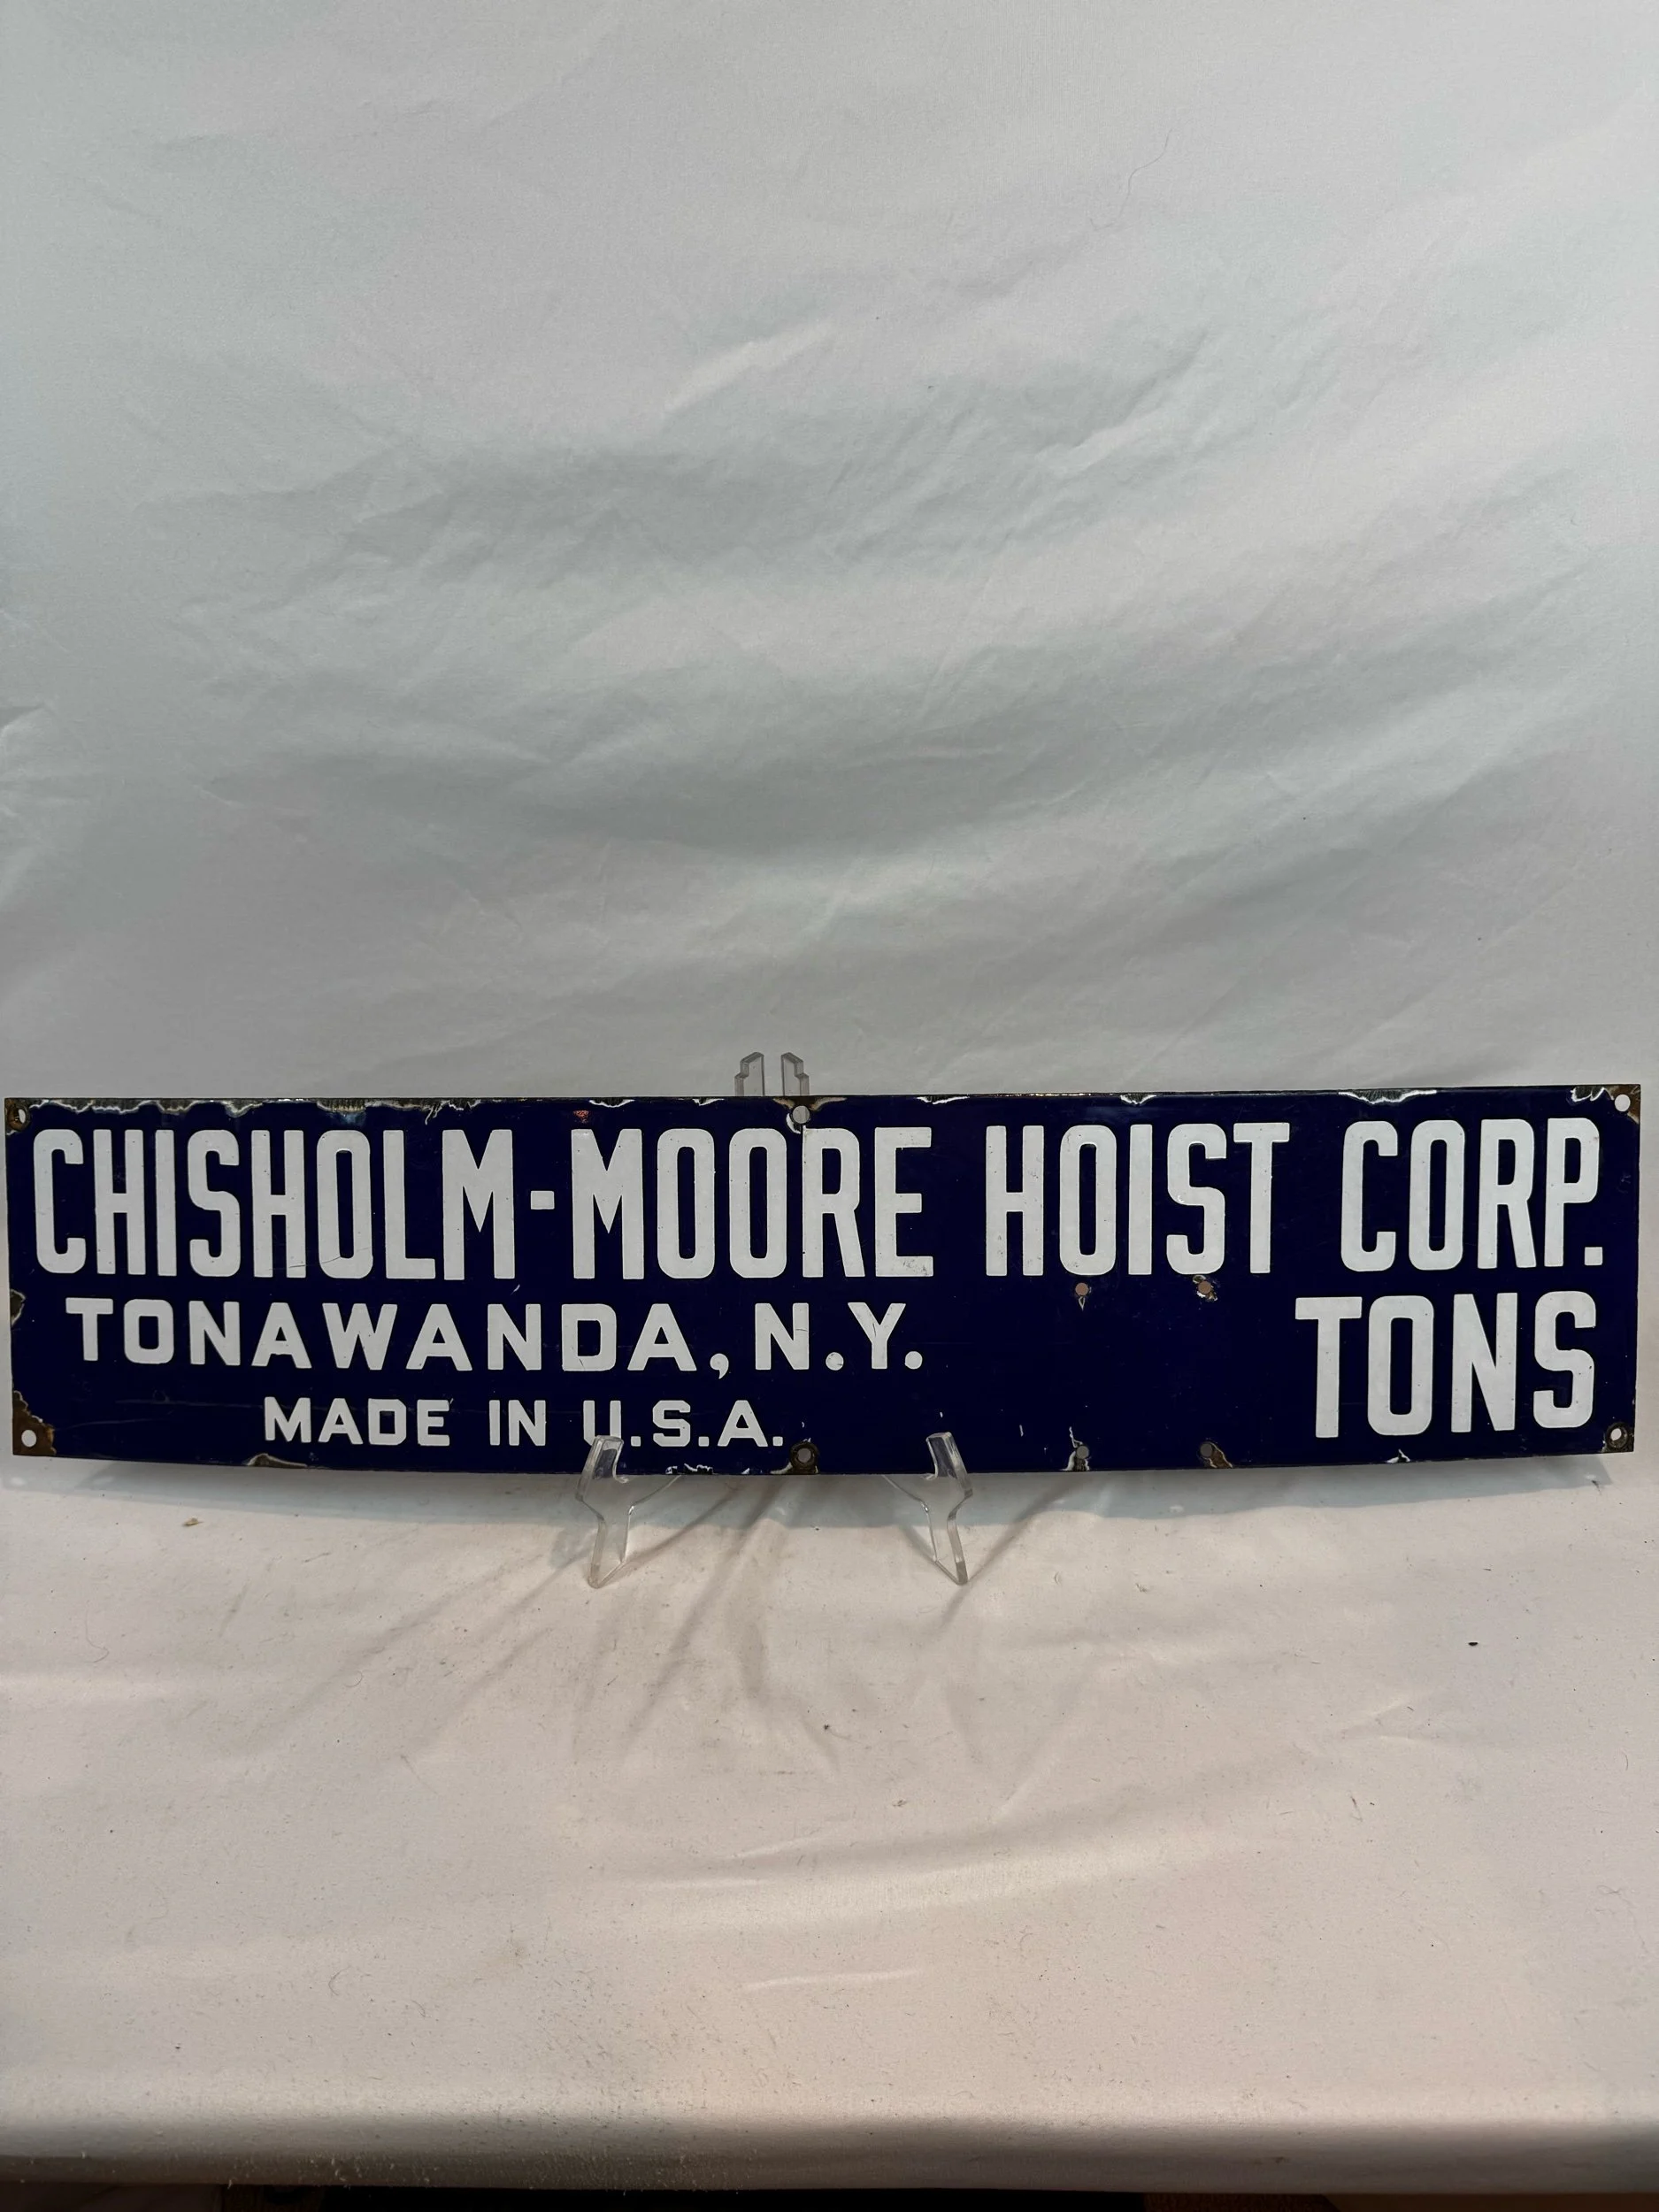 CHISHOLM-MOORE HOIST CORP.
TONAWANDA, N.Y.
TONS
MADE IN U.S.A.